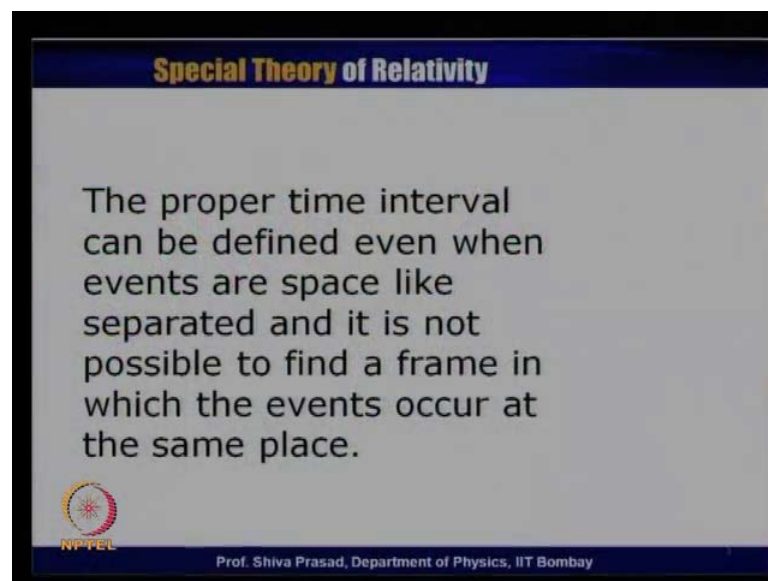 Special Theory of Relativity
The proper time interval
can be defined even when
events are space like
separated and it is not
possible to find a frame in
which the events occur at
the same place.
NPTEL
Prof. Shiva Prasad, Department of Physics, IIT Bombay